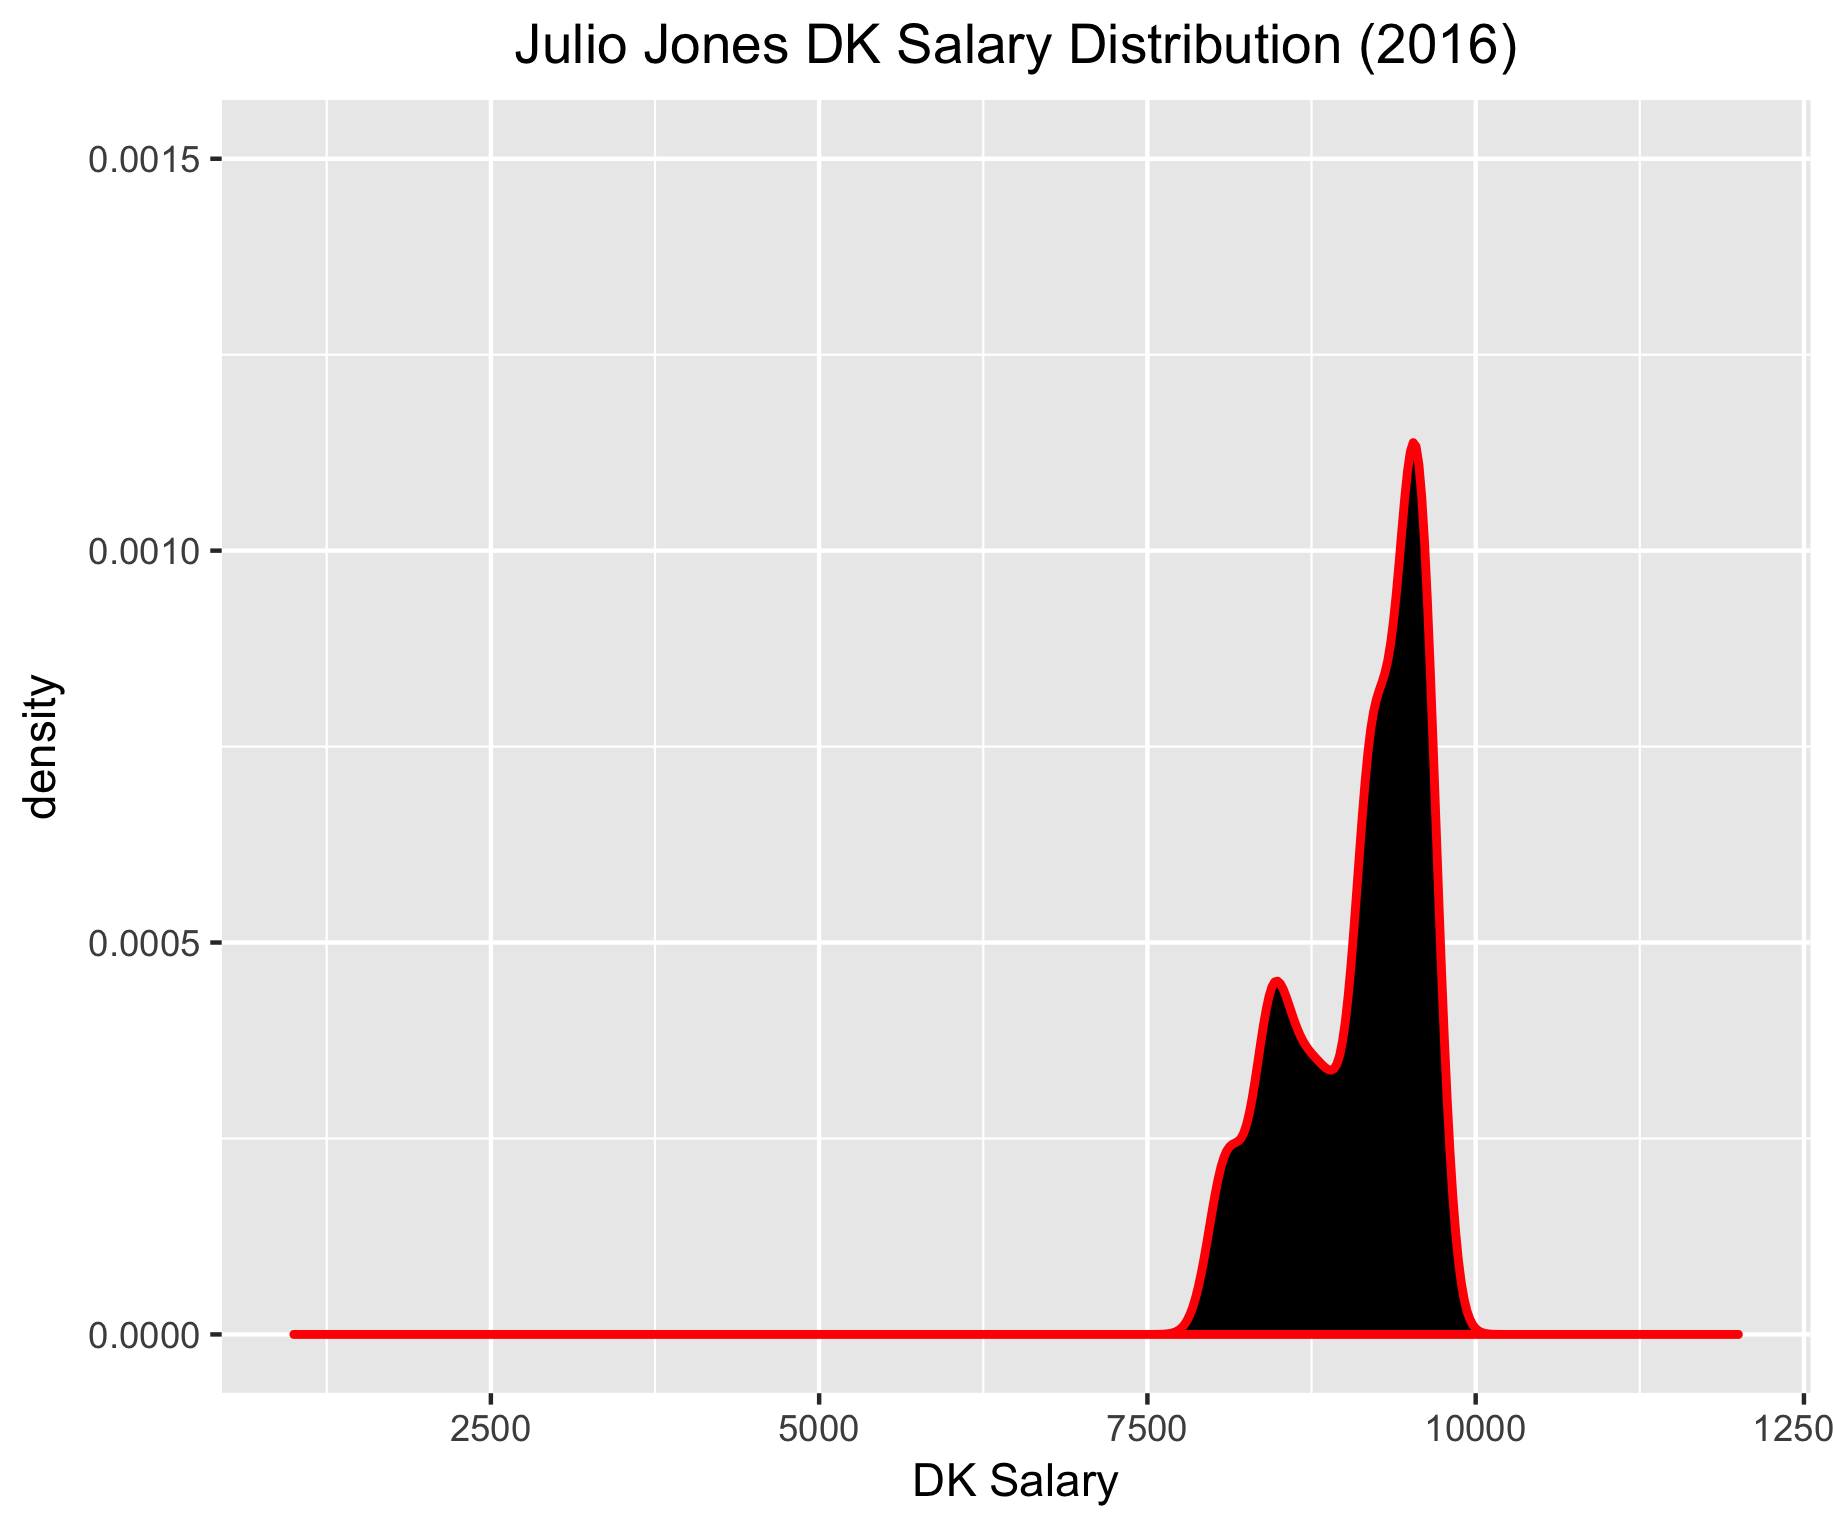 Julio Jones DK Salary Distribution (2016)
0.0015
0.0010
0.0005
0.0000
density
2500 5000 7500 10000 1250
DK Salary